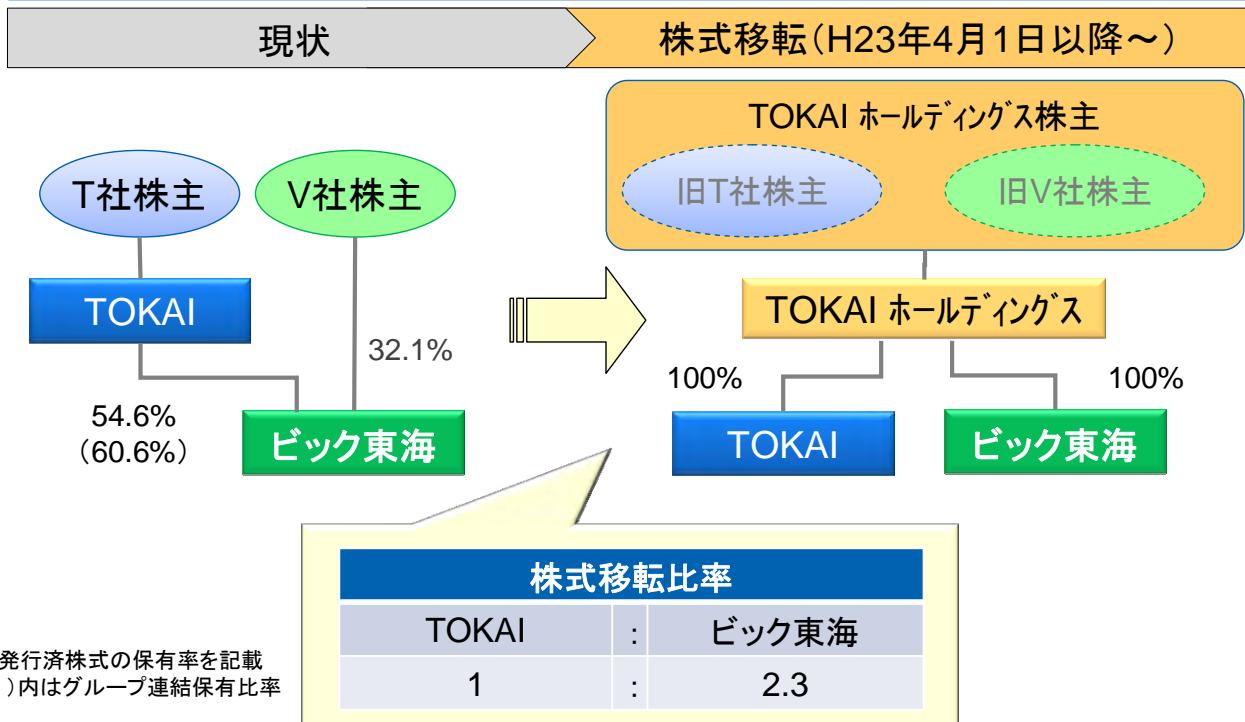 現状
株式移転(H23年4月1日以降～)
T社株主
V社株主
TOKAI
32.1%
54.6%
(60.6%)
ビック東海
TOKAI ﾎｰﾙﾃﾞｨﾝｸﾞｽ株主
旧T社株主
旧V社株主
TOKAI ﾎｰﾙﾃﾞｨﾝｸﾞｽ
100%
100%
TOKAI
ビック東海
株式移転比率
TOKAI : ビック東海
1 : 2.3
発行済株式の保有率を記載
)内はグループ連結保有比率